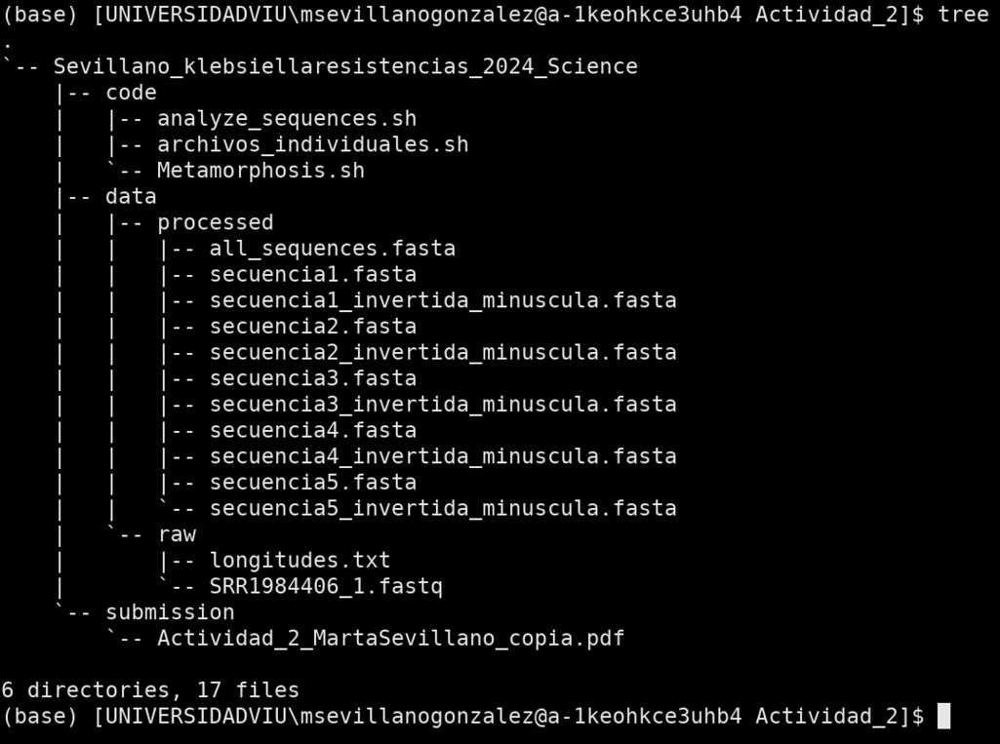 (base) [UNIVERSIDADVIU\msevillanogonzalez@a-1keohkce3uhb4 Actividad_2]$ tree
.
`-- Sevillano_klebsiellaresistencias_2024_Science
    |-- code
    |   |-- analyze_sequences.sh
    |   |-- archivos_individuales.sh
    |   `-- Metamorphosis.sh
    |-- data
    |   |-- processed
    |   |   |-- all_sequences.fasta
    |   |   |-- secuencia1.fasta
    |   |   |-- secuencia1_invertida_minuscula.fasta
    |   |   |-- secuencia2.fasta
    |   |   |-- secuencia2_invertida_minuscula.fasta
    |   |   |-- secuencia3.fasta
    |   |   |-- secuencia3_invertida_minuscula.fasta
    |   |   |-- secuencia4.fasta
    |   |   |-- secuencia4_invertida_minuscula.fasta
    |   |   |-- secuencia5.fasta
    |   |   `-- secuencia5_invertida_minuscula.fasta
    |   `-- raw
    |       |-- longitudes.txt
    |       `-- SRR1984406_1.fastq
    `-- submission
        `-- Actividad_2_MartaSevillano_copia.pdf

6 directories, 17 files
(base) [UNIVERSIDADVIU\msevillanogonzalez@a-1keohkce3uhb4 Actividad_2]$